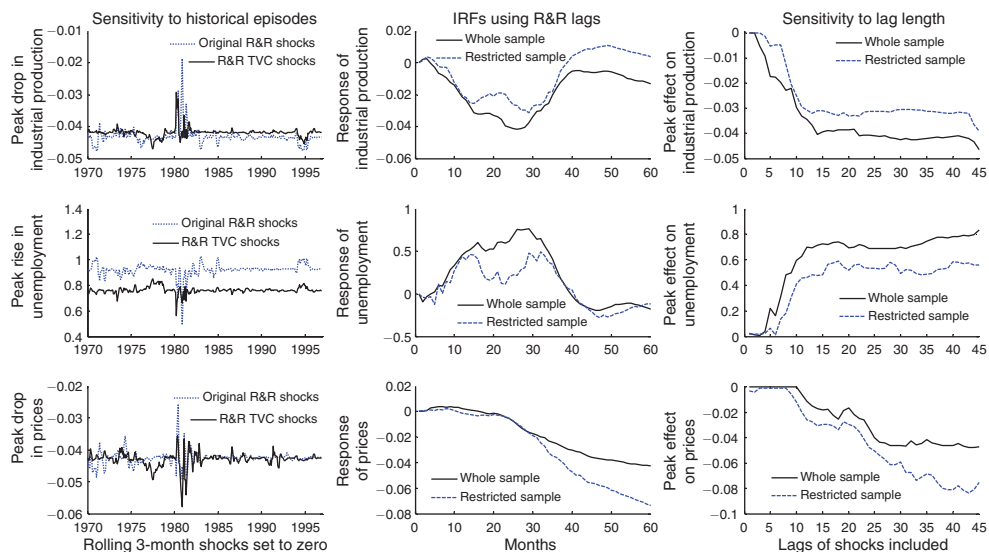 Sensitivity to historical episodes
Peak drop in
industrial production
−0.01
−0.02
−0.03
−0.04
−0.05
Original R&R shocks
R&R TVC shocks
1970 1975 1980 1985 1990 1995
IRFs using R&R lags
Response of
industrial production
0.02
0.00
−0.02
−0.04
−0.06
Whole sample
Restricted sample
0 10 20 30 40 50 60
Sensitivity to lag length
Peak effect on
industrial production
0
−0.01
−0.02
−0.03
−0.04
−0.05
Whole sample
Restricted sample
0 5 10 15 20 25 30 35 40 45
Peak rise in
unemployment
1.4
1.2
1
0.8
0.6
0.4
Original R&R shocks
R&R TVC shocks
1970 1975 1980 1985 1990 1995
Response of
unemployment
1
0.5
0
−0.5
Whole sample
Restricted sample
0 10 20 30 40 50 60
Peak effect on
unemployment
1
0.8
0.6
0.4
0.2
0
Whole sample
Restricted sample
0 5 10 15 20 25 30 35 40 45
Peak drop
in prices
−0.02
−0.03
−0.04
−0.05
−0.06
Original R&R shocks
R&R TVC shocks
1970 1975 1980 1985 1990 1995
Rolling 3-month shocks set to zero
Response
of prices
0.02
0
−0.02
−0.04
−0.06
−0.08
Whole sample
Restricted sample
0 10 20 30 40 50 60
Months
Peak effect
on prices
0
−0.02
−0.04
−0.06
−0.08
−0.1
Whole sample
Restricted sample
0 5 10 15 20 25 30 35 40 45
Lags of shocks included